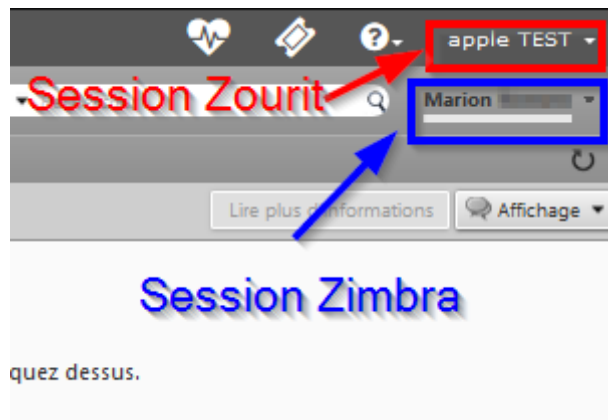 apple TEST
Session Zourit
Marion
Lire plus d'informations
Affichage
Session Zimbra
quez dessus.